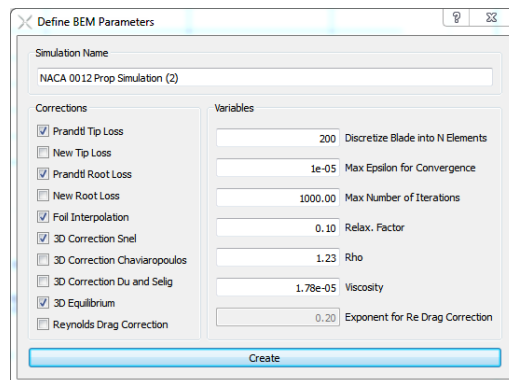 Define BEM Parameters
Simulation Name
NACA 0012 Prop Simulation (2)
Corrections
Prandtl Tip Loss
New Tip Loss
Prandtl Root Loss
New Root Loss
Foil Interpolation
3D Correction Snel
3D Correction Chaviaropoulos
3D Correction Du and Selig
3D Equilibrium
Reynolds Drag Correction
Variables
200 Discretize Blade into N Elements
1e-05 Max Epsilon for Convergence
1000.00 Max Number of Iterations
0.10 Relax. Factor
1.23 Rho
1.78e-05 Viscosity
0.20 Exponent for Re Drag Correction
Create